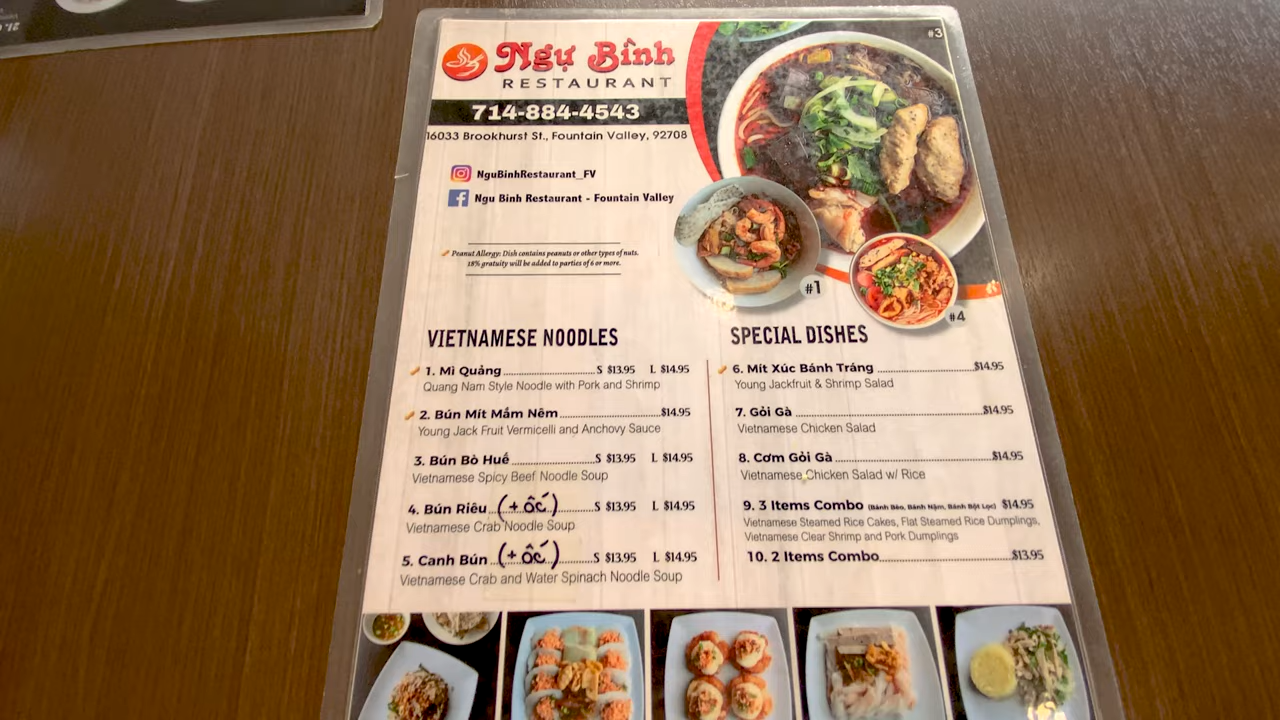 Ngự Bình
RESTAURANT
714-884-4543
16033 Brookhurst St., Fountain Valley, 92708
NguBinhRestaurant_FV
Ngu Binh Restaurant - Fountain Valley
Peanut Allergy: Dish contains peanuts or other types of nuts.
18% gratuity will be added to parties of 6 or more.
#3
#1
#4
VIETNAMESE NOODLES
1. Mì Quảng S $13.95 L $14.95
Quang Nam Style Noodle with Pork and Shrimp
2. Bún Mít Mắm Nêm $14.95
Young Jack Fruit Vermicelli and Anchovy Sauce
3. Bún Bò Huế S $13.95 L $14.95
Vietnamese Spicy Beef Noodle Soup
4. Bún Riêu (+ ốc) S $13.95 L $14.95
Vietnamese Crab Noodle Soup
5. Canh Bún (+ ốc) S $13.95 L $14.95
Vietnamese Crab and Water Spinach Noodle Soup
SPECIAL DISHES
6. Mít Xúc Bánh Tráng $14.95
Young Jackfruit & Shrimp Salad
7. Gỏi Gà $14.95
Vietnamese Chicken Salad
8. Cơm Gỏi Gà $14.95
Vietnamese Chicken Salad w/ Rice
9. 3 Items Combo (Bánh Bèo, Bánh Nậm, Bánh Bột Lọc) $14.95
Vietnamese Steamed Rice Cakes, Flat Steamed Rice Dumplings,
Vietnamese Clear Shrimp and Pork Dumplings
10. 2 Items Combo $13.95